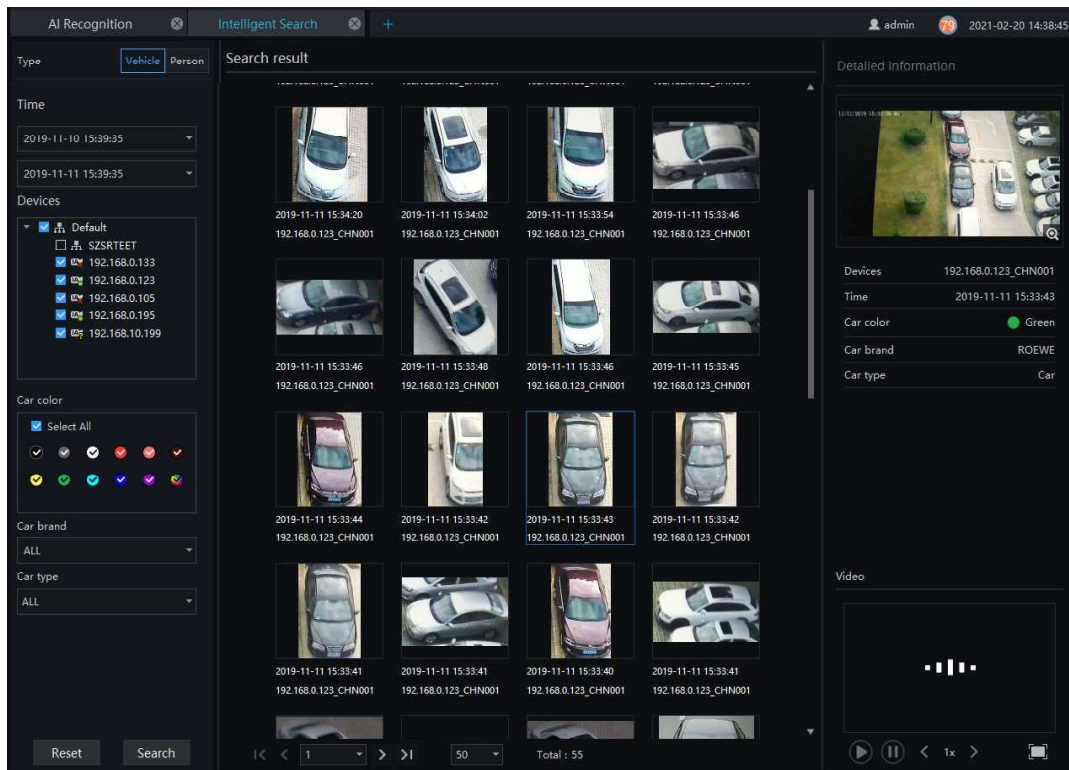 AI Recognition
Intelligent Search
+
admin
79
2021-02-20 14:38:45
Type
Vehicle
Person
Time
2019-11-10 15:39:35
2019-11-11 15:39:35
Devices
Default
SZSRTEET
192.168.0.133
192.168.0.123
192.168.0.105
192.168.0.195
192.168.10.199
Car color
Select All
Car brand
ALL
Car type
ALL
Reset
Search
Search result
2019-11-11 15:34:20
192.168.0.123_CHN001
2019-11-11 15:34:02
192.168.0.123_CHN001
2019-11-11 15:33:54
192.168.0.123_CHN001
2019-11-11 15:33:46
192.168.0.123_CHN001
2019-11-11 15:33:46
192.168.0.123_CHN001
2019-11-11 15:33:48
192.168.0.123_CHN001
2019-11-11 15:33:46
192.168.0.123_CHN001
2019-11-11 15:33:45
192.168.0.123_CHN001
2019-11-11 15:33:44
192.168.0.123_CHN001
2019-11-11 15:33:42
192.168.0.123_CHN001
2019-11-11 15:33:43
192.168.0.123_CHN001
2019-11-11 15:33:42
192.168.0.123_CHN001
2019-11-11 15:33:41
192.168.0.123_CHN001
2019-11-11 15:33:41
192.168.0.123_CHN001
2019-11-11 15:33:40
192.168.0.123_CHN001
2019-11-11 15:33:41
192.168.0.123_CHN001
1
50
Total : 55
Detailed Information
Devices
192.168.0.123_CHN001
Time
2019-11-11 15:33:43
Car color
Green
Car brand
ROEWE
Car type
Car
Video
1x